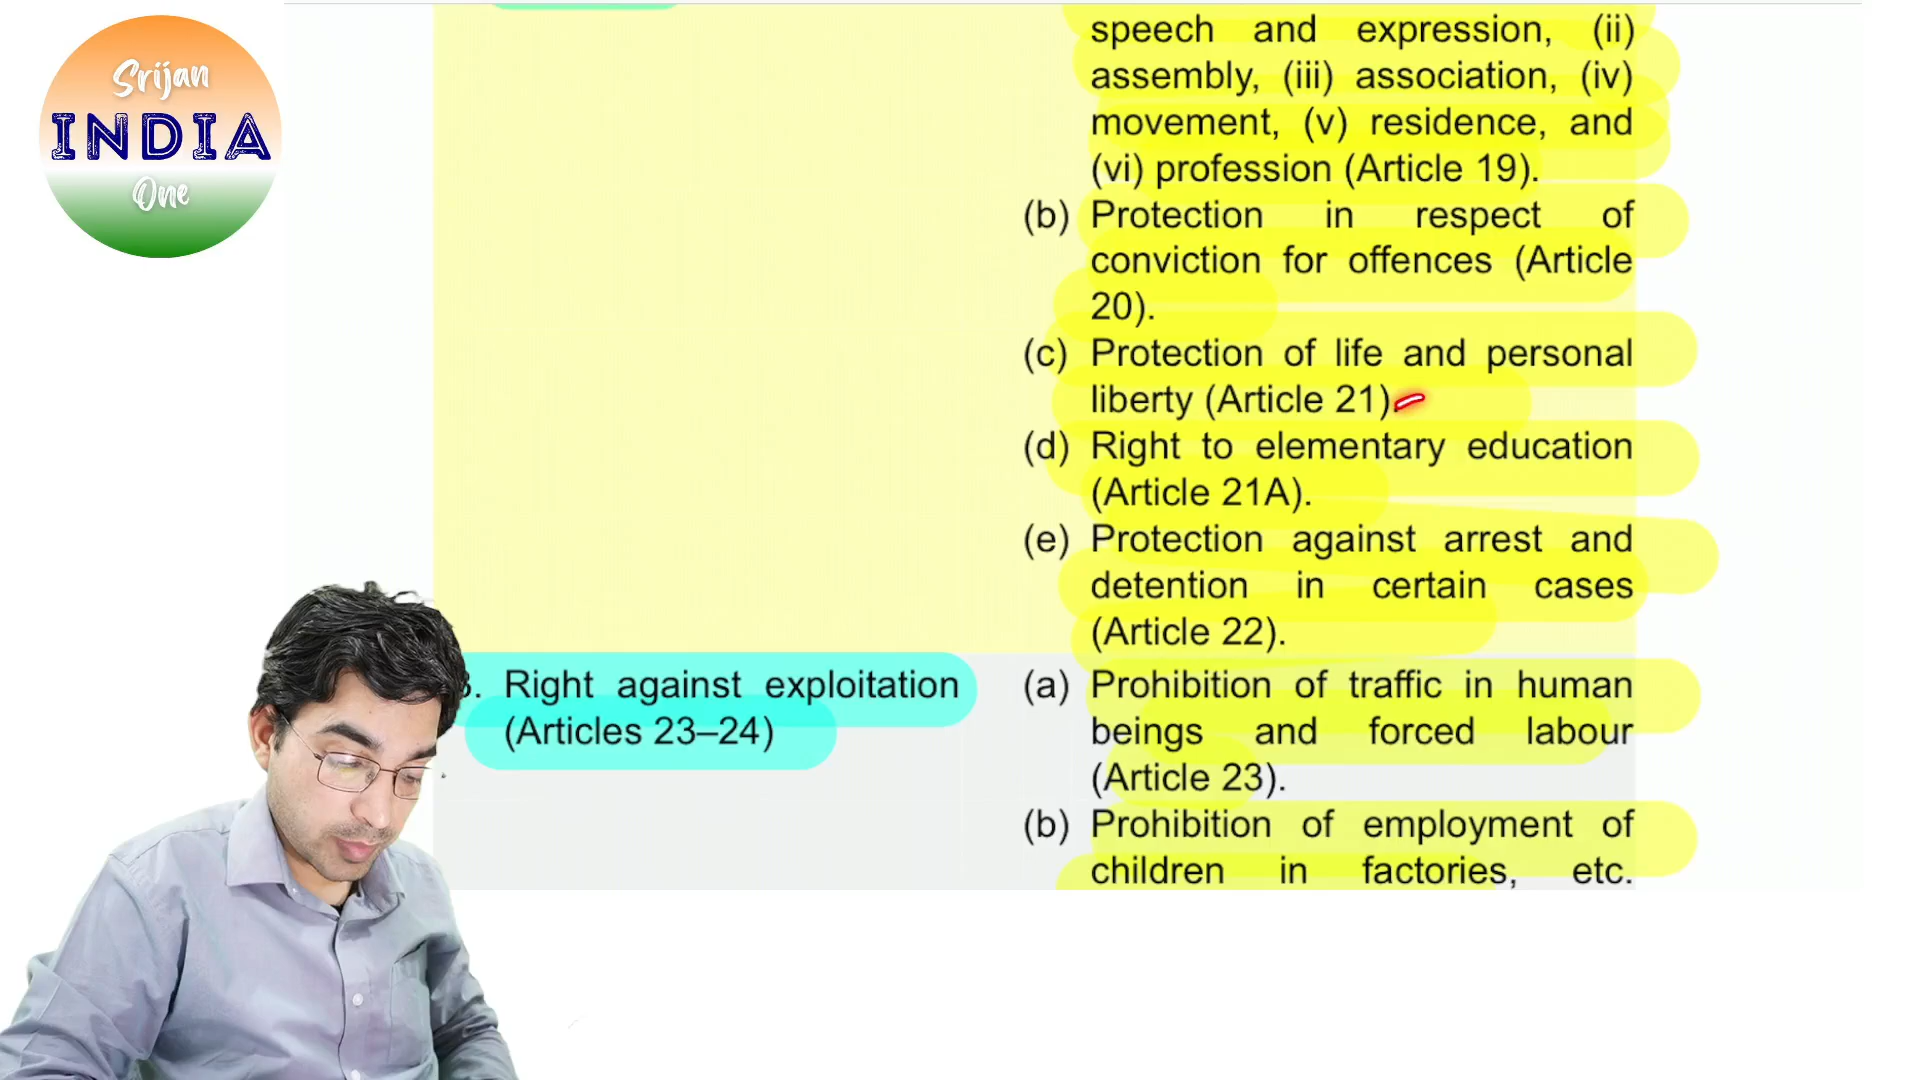 Srijan
INDIA
One
speech and expression, (ii)
assembly, (iii) association, (iv)
movement, (v) residence, and
(vi) profession (Article 19).
(b) Protection in respect of
conviction for offences (Article
20).
(c) Protection of life and personal
liberty (Article 21)
(d) Right to elementary education
(Article 21A).
(e) Protection against arrest and
detention in certain cases
(Article 22).
. Right against exploitation
(Articles 23–24)
(a) Prohibition of traffic in human
beings and forced labour
(Article 23).
(b) Prohibition of employment of
children in factories, etc.